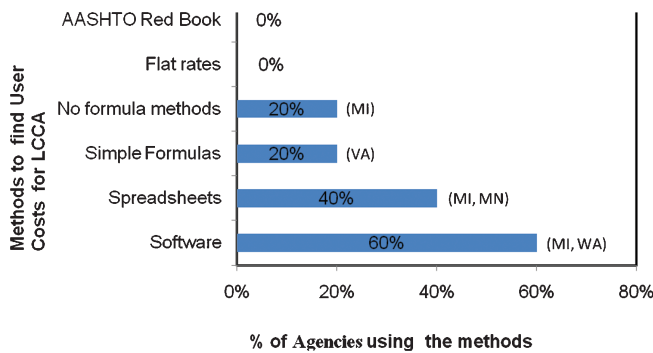 AASHTO Red Book 0%
Flat rates 0%
No formula methods 20% (MI)
Simple Formulas 20% (VA)
Spreadsheets 40% (MI, MN)
Software 60% (MI, WA)
0% 20% 40% 60% 80%
% of Agencies using the methods
Methods to find User
Costs for LCCA